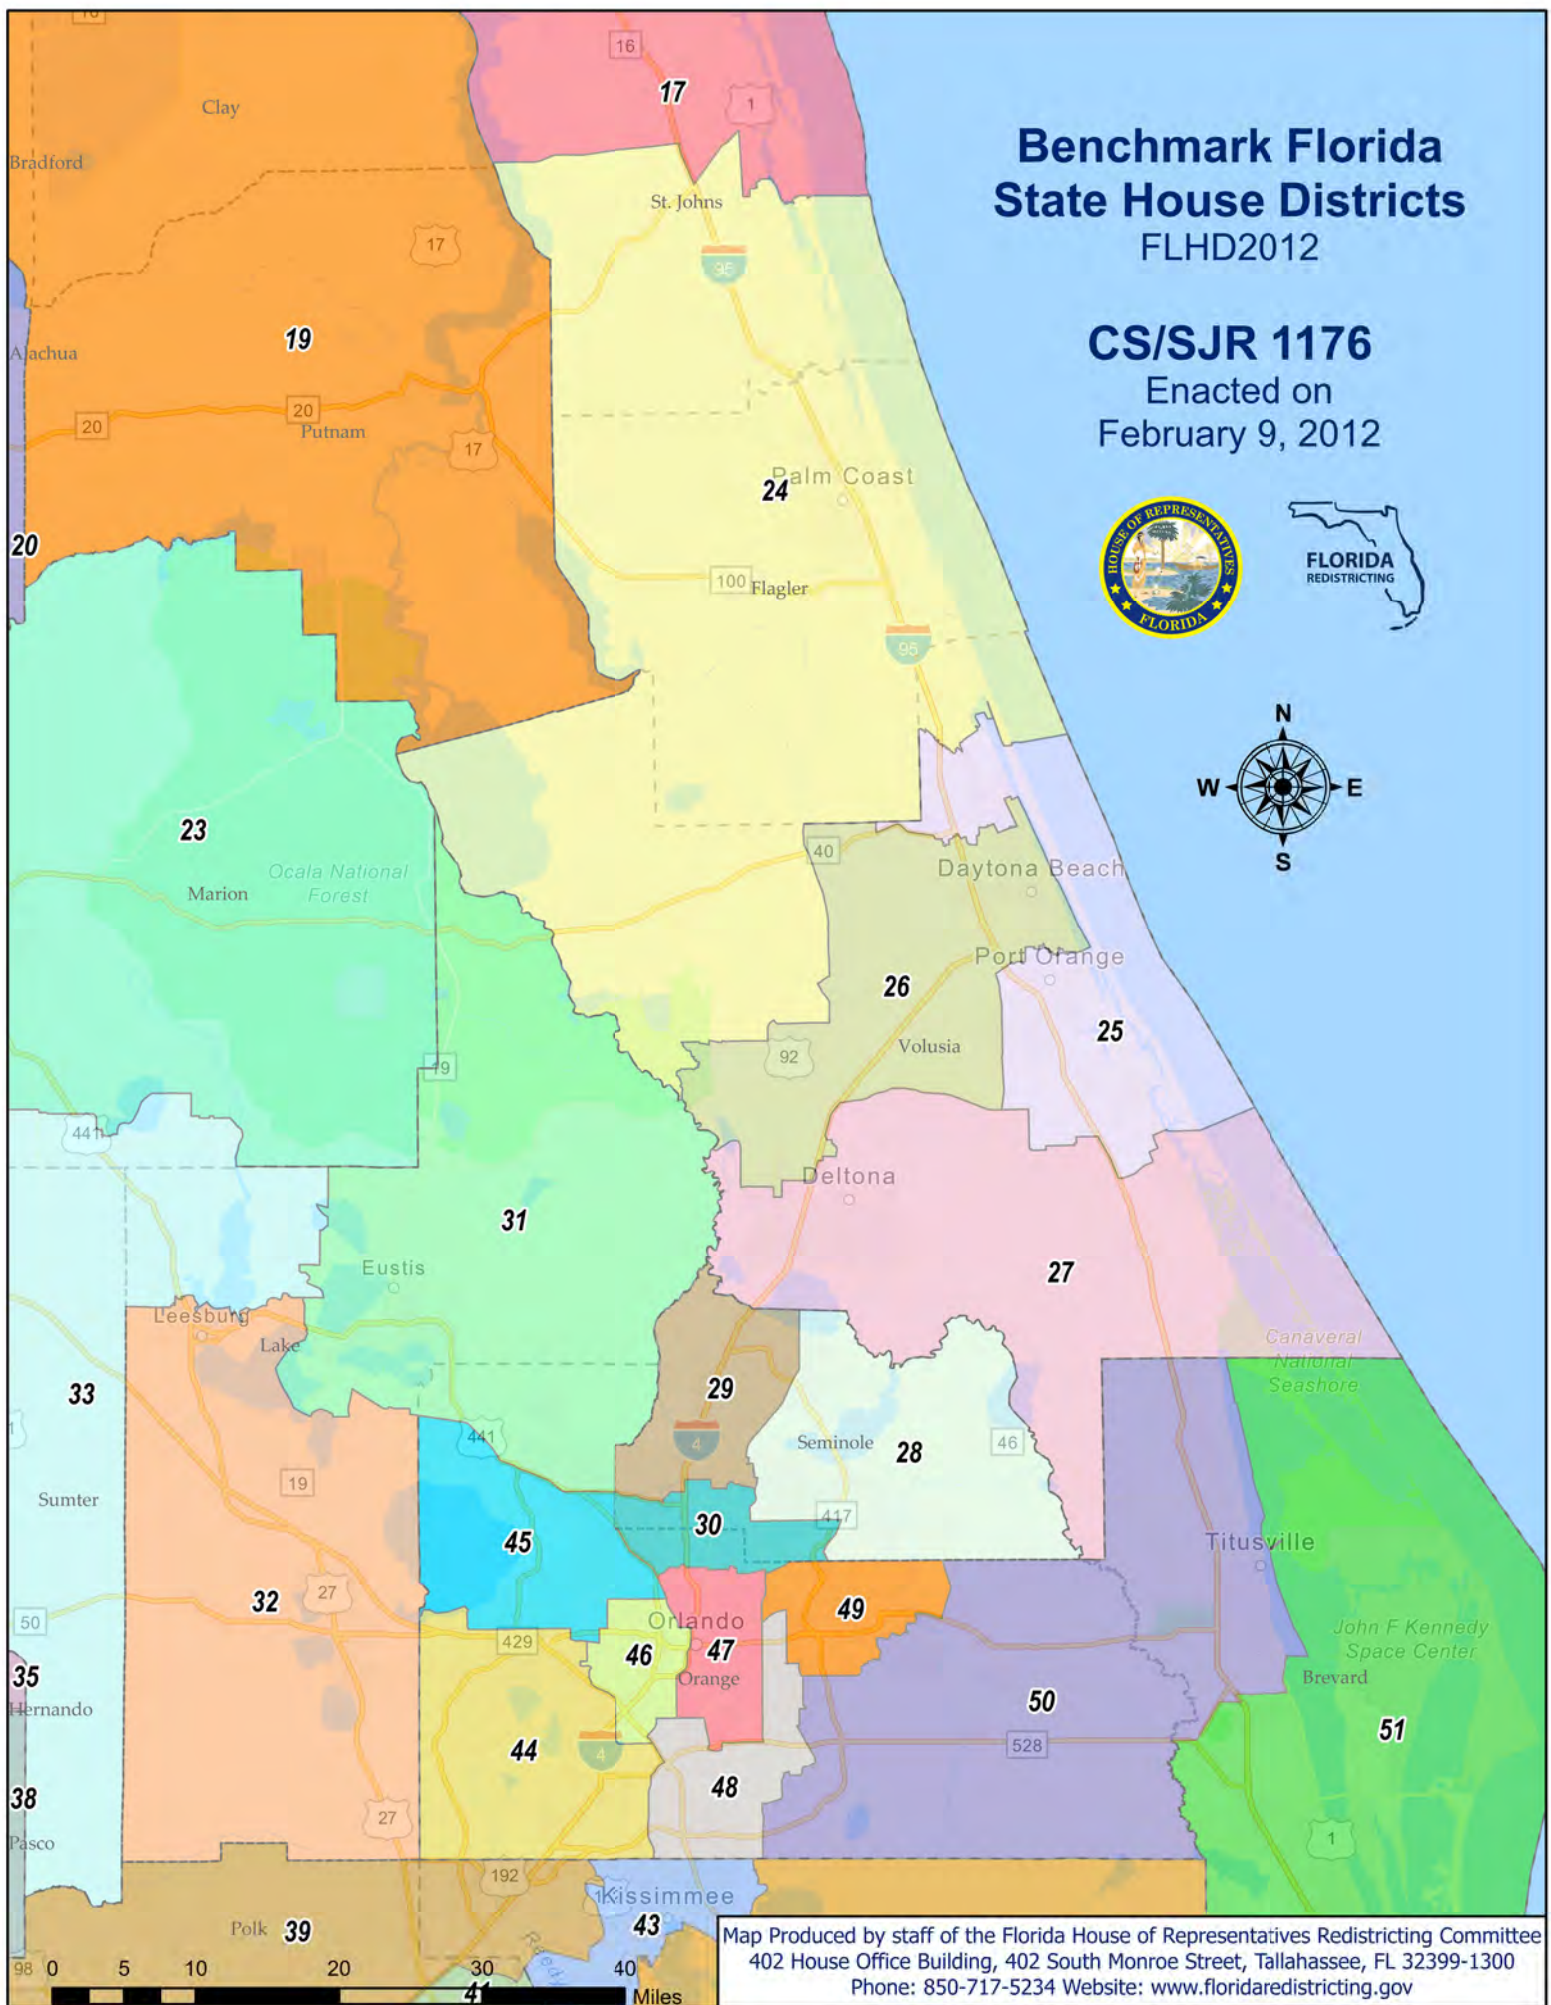 16
16
17
Clay
1
Benchmark Florida
State House Districts
FLHD2012
Bradford
St. Johns
17
95
CS/SJR 1176
Enacted on
February 9, 2012
19
Alachua
20
20
Putnam
17
Palm Coast
24
HOUSE OF REPRESENTATIVES
FLORIDA
FLORIDA
REDISTRICTING
20
100
Flagler
95
N
W
E
S
23
40
Ocala National
Forest
Marion
Daytona Beach
Port Orange
26
25
Volusia
92
19
441
Deltona
31
27
Eustis
Leesburg
Lake
Canaveral
National
Seashore
33
29
441
4
Seminole
28
46
19
Sumter
417
30
45
Titusville
27
32
50
49
Orlando
429
46
47
Orange
John F Kennedy
Space Center
35
Brevard
Hernando
50
51
44
4
528
48
38
27
Pasco
1
192
Kissimmee
Polk
39
43
Map Produced by staff of the Florida House of Representatives Redistricting Committee
402 House Office Building, 402 South Monroe Street, Tallahassee, FL 32399-1300
Phone: 850-717-5234 Website: www.floridaredistricting.gov
98
0 5 10 20 30 40
41
Miles